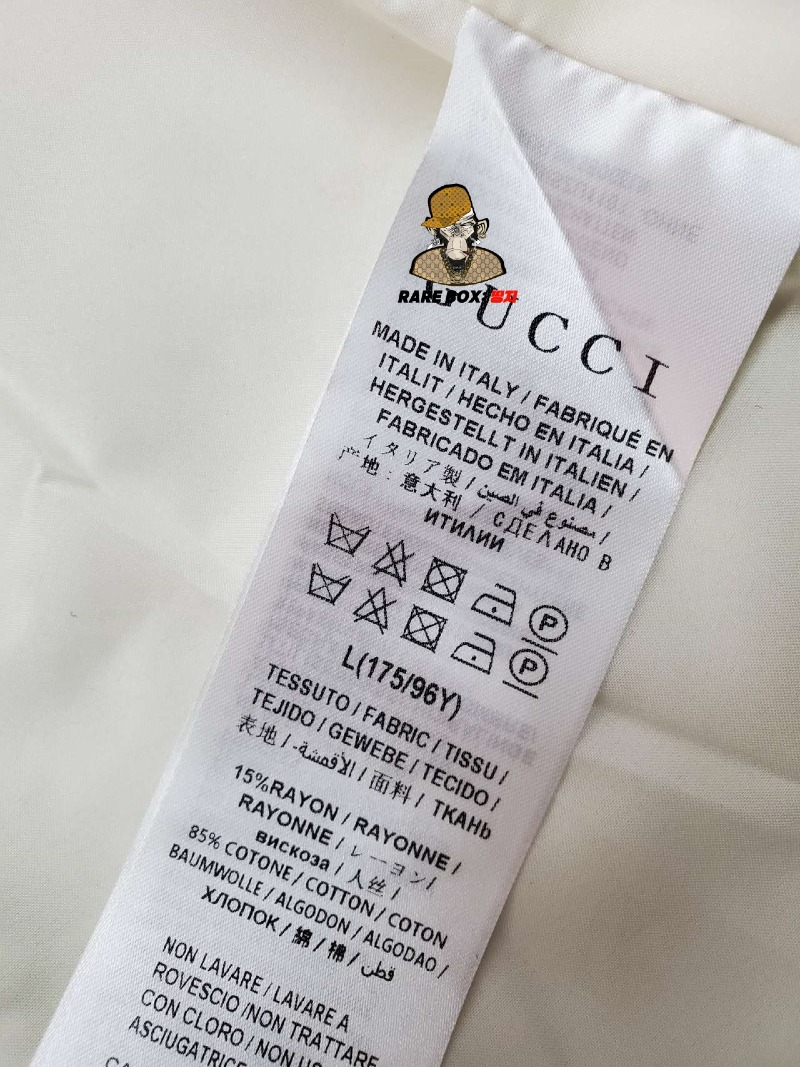 RARE BOX
GUCCI
MADE IN ITALY / FABRIQUÉ EN
ITALIT / HECHO EN ITALIA /
HERGESTELLT IN ITALIEN /
FABRICADO EM ITALIA /
イタリア製 / مصنوع في الصين /
产地 : 意大利 / СДЕЛАНО В
ИТИЛИИ
P
P
L(175/96Y)
TESSUTO / FABRIC / TISSU /
TEJIDO / GEWEBE / TECIDO /
表地 / الأقمشة- / 面料 / ТКАНЬ
15%RAYON / RAYONNE /
RAYONNE / レーヨン /
вискоза / 人丝 /
85% COTONE / COTTON / COTON
BAUMWOLLE / ALGODON / ALGODAO /
ХЛОПОК / 綿 / 棉 / قطن
NON LAVARE / LAVARE A
ROVESCIO /NON TRATTARE
CON CLORO / NON